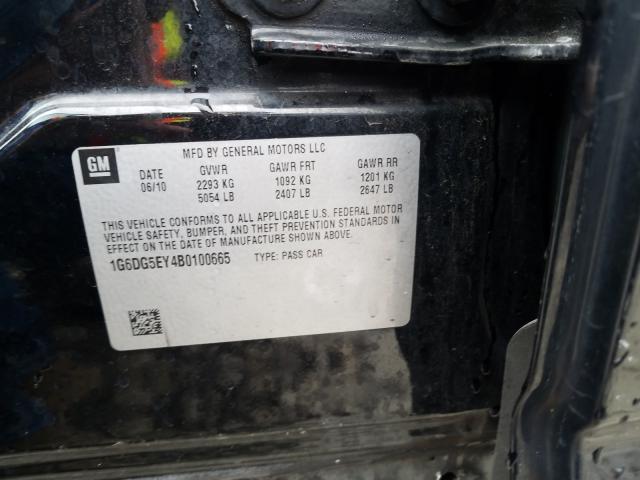 GM
MFD BY GENERAL MOTORS LLC
DATE GVWR GAWR FRT GAWR RR
06/10 2293 KG 1092 KG 1201 KG
5054 LB 2407 LB 2647 LB
THIS VEHICLE CONFORMS TO ALL APPLICABLE U.S. FEDERAL MOTOR
VEHICLE SAFETY, BUMPER, AND THEFT PREVENTION STANDARDS IN
EFFECT ON THE DATE OF MANUFACTURE SHOWN ABOVE.
1G6DG5EY4B0100665 TYPE: PASS CAR